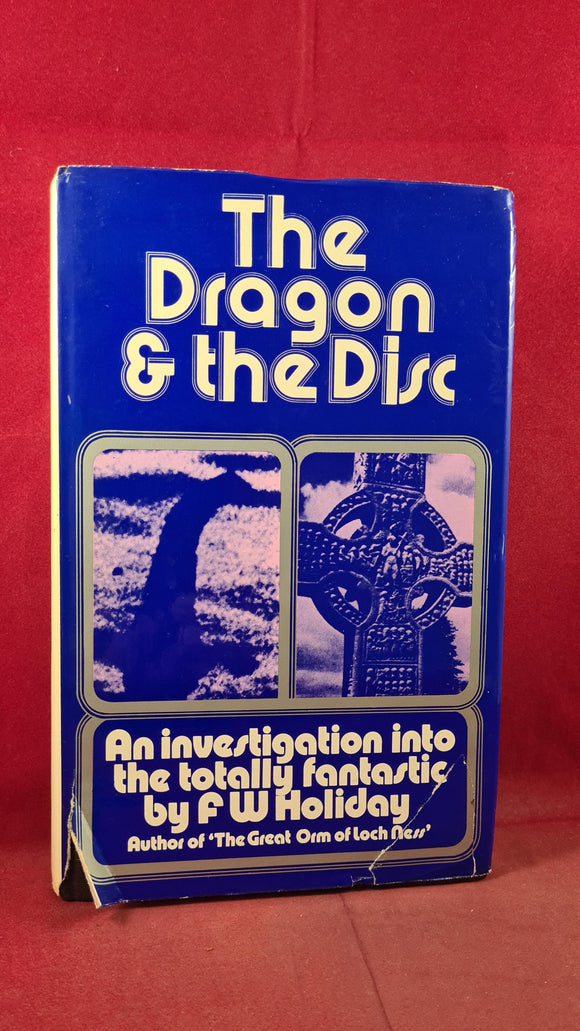 The
Dragon
& the Disc
An investigation into
the totally fantastic
by F W Holiday
Author of ‘The Great Orm of Loch Ness’